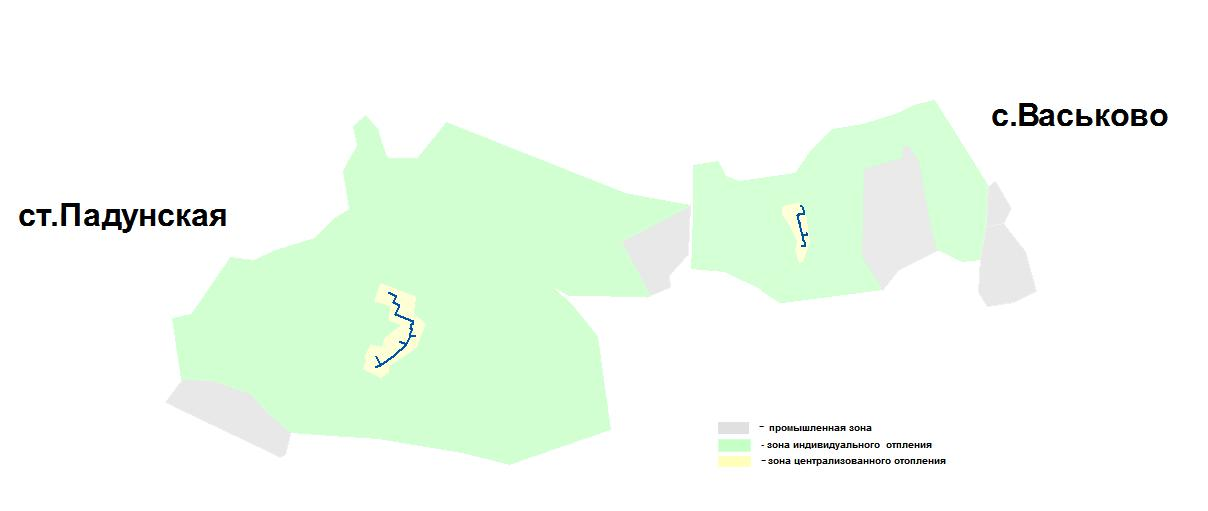 с.Васьково
ст.Падунская
– промышленная зона
- зона индивидуального отпления
– зона централизованного отопления